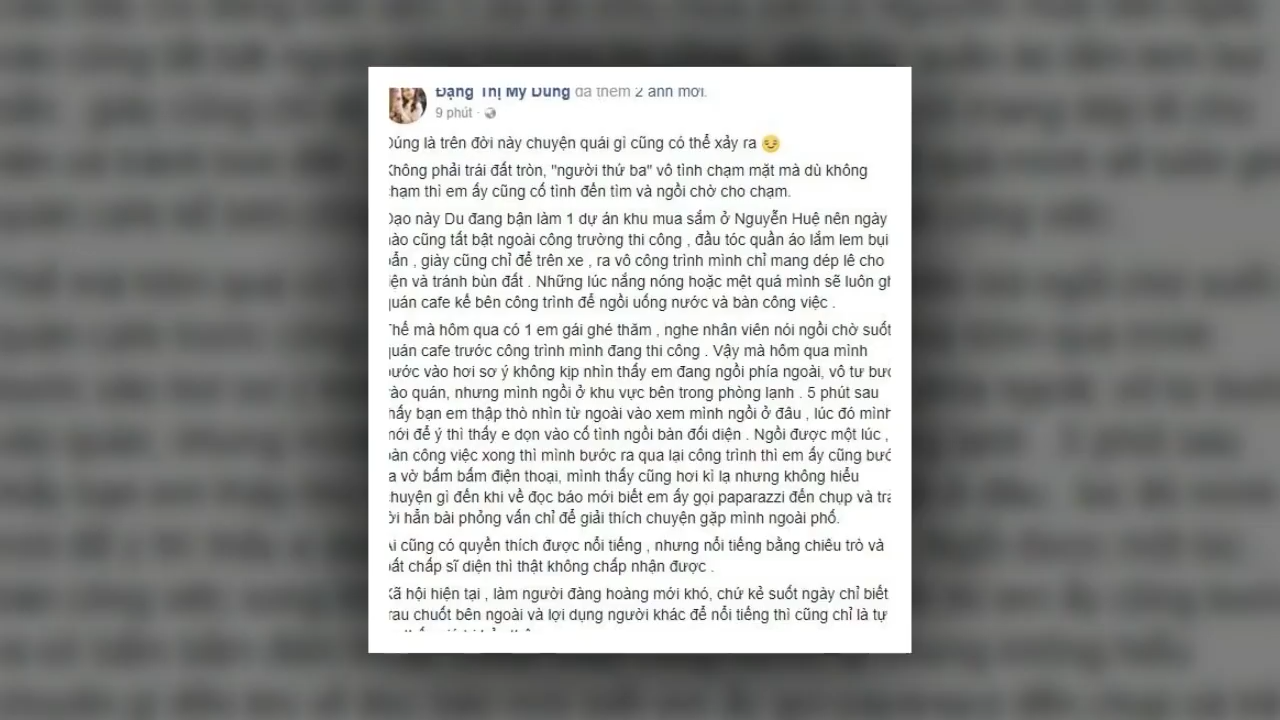 Đặng Thị Mỹ Dung đã thêm 2 ảnh mới.
9 phút
Đúng là trên đời này chuyện quái gì cũng có thể xảy ra 😏
Không phải trái đất tròn, "người thứ ba" vô tình chạm mặt mà dù không
chạm thì em ấy cũng cố tình đến tìm và ngồi chờ cho chạm.
Dạo này Du đang bận làm 1 dự án khu mua sắm ở Nguyễn Huệ nên ngày
nào cũng tất bật ngoài công trường thi công , đầu tóc quần áo lắm lem bụi
bẩn , giày cũng chỉ để trên xe , ra vô công trình mình chỉ mang dép lê cho
tiện và tránh bùn đất . Những lúc nắng nóng hoặc mệt quá mình sẽ luôn gh
quán cafe kế bên công trình để ngồi uống nước và bàn công việc .
Thế mà hôm qua có 1 em gái ghé thăm , nghe nhân viên nói ngồi chờ suốt
quán cafe trước công trình mình đang thi công . Vậy mà hôm qua mình
bước vào hơi sơ ý không kịp nhìn thấy em đang ngồi phía ngoài, vô tư bướ
vào quán, nhưng mình ngồi ở khu vực bên trong phòng lạnh . 5 phút sau
thấy bạn em thập thò nhìn từ ngoài vào xem mình ngồi ở đâu , lúc đó mình
mới để ý thì thấy e dọn vào cố tình ngồi bàn đối diện . Ngồi được một lúc ,
bàn công việc xong thì mình bước ra qua lại công trình thì em ấy cũng bướ
ra vờ bấm bấm điện thoại, mình thấy cũng hơi kì lạ nhưng không hiểu
chuyện gì đến khi về đọc báo mới biết em ấy gọi paparazzi đến chụp và trả
lời hẳn bài phỏng vấn chỉ để giải thích chuyện gặp mình ngoài phố.
Ai cũng có quyền thích được nổi tiếng , nhưng nổi tiếng bằng chiêu trò và
bất chấp sĩ diện thì thật không chấp nhận được .
Xã hội hiện tại , làm người đàng hoàng mới khó, chứ kẻ suốt ngày chỉ biết
trau chuốt bên ngoài và lợi dụng người khác để nổi tiếng thì cũng chỉ là tự